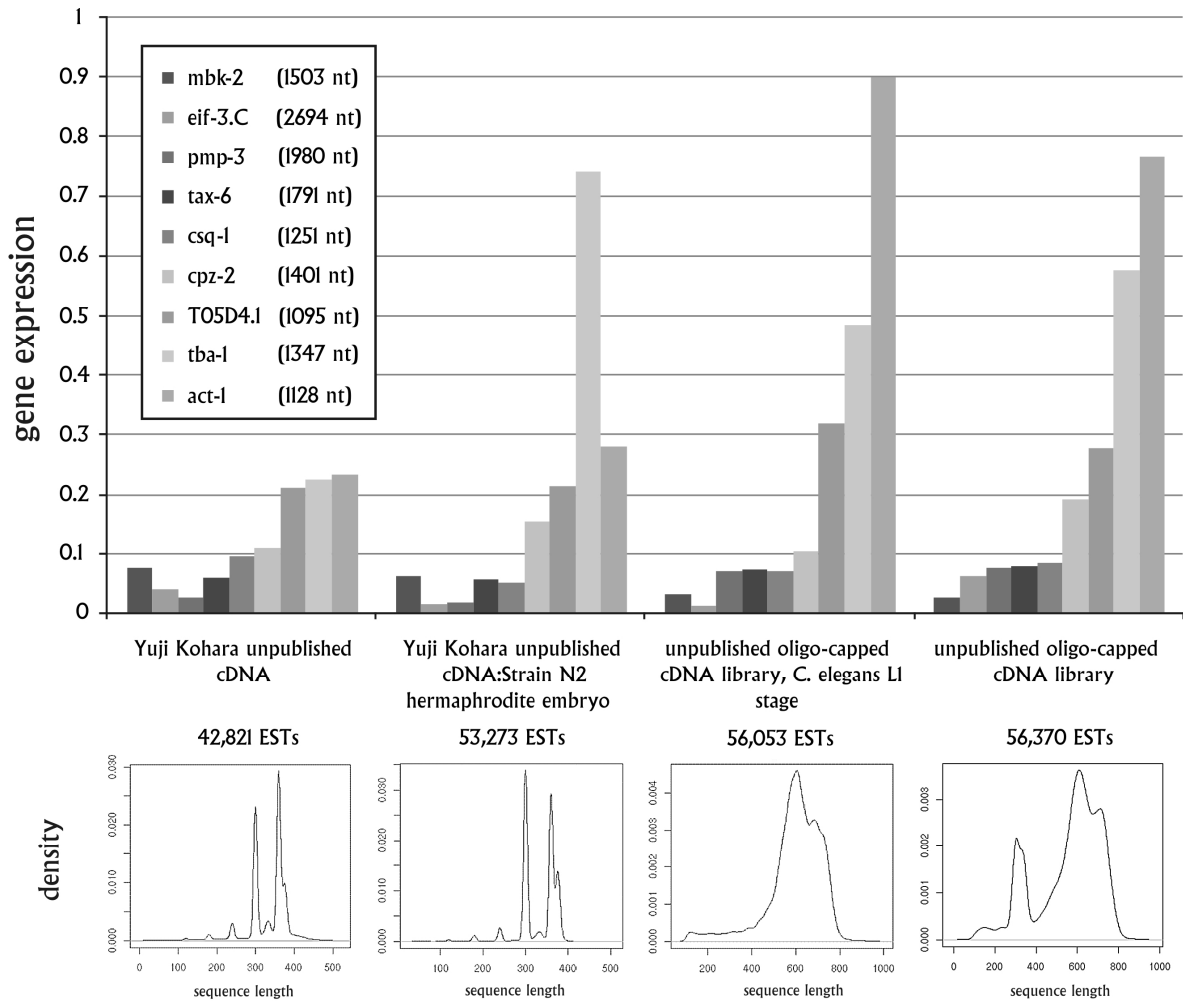 1
0.9
0.8
0.7
0.6
0.5
0.4
0.3
0.2
0.1
0
gene expression
mbk-2 (1503 nt)
eif-3.C (2694 nt)
pmp-3 (1980 nt)
tax-6 (1791 nt)
csq-1 (1251 nt)
cpz-2 (1401 nt)
T05D4.1 (1095 nt)
tba-1 (1347 nt)
act-1 (1128 nt)
Yuji Kohara unpublished
cDNA
Yuji Kohara unpublished
cDNA:Strain N2
hermaphrodite embryo
unpublished oligo-capped
cDNA library, C. elegans L1
stage
unpublished oligo-capped
cDNA library
42,821 ESTs
53,273 ESTs
56,053 ESTs
56,370 ESTs
density
0.030
0.020
0.010
0.000
0 100 200 300 400 500
sequence length
0.030
0.020
0.010
0.000
100 200 300 400 500
sequence length
0.004
0.003
0.002
0.001
0.000
200 400 600 800 1000
sequence length
0.003
0.002
0.001
0.000
0 200 400 600 800 1000
sequence length